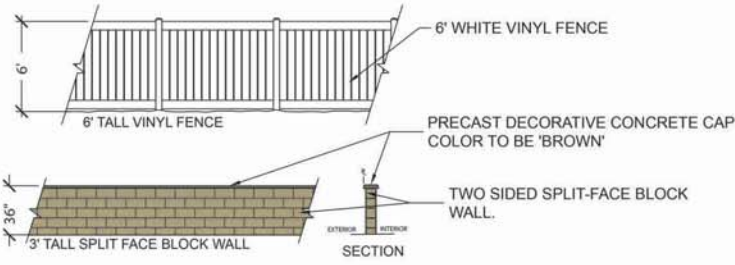 6' WHITE VINYL FENCE
6'
6' TALL VINYL FENCE
PRECAST DECORATIVE CONCRETE CAP
COLOR TO BE 'BROWN'
36"
TWO SIDED SPLIT-FACE BLOCK
WALL.
3' TALL SPLIT FACE BLOCK WALL
EXTERIOR
INTERIOR
SECTION